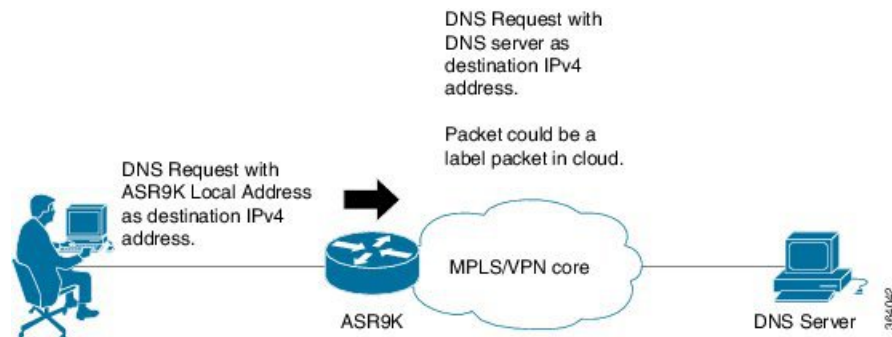 DNS Request with
DNS server as
destination IPv4
address.
Packet could be a
label packet in cloud.
DNS Request with
ASR9K Local Address
as destination IPv4
address.
MPLS/VPN core
ASR9K
DNS Server
364042